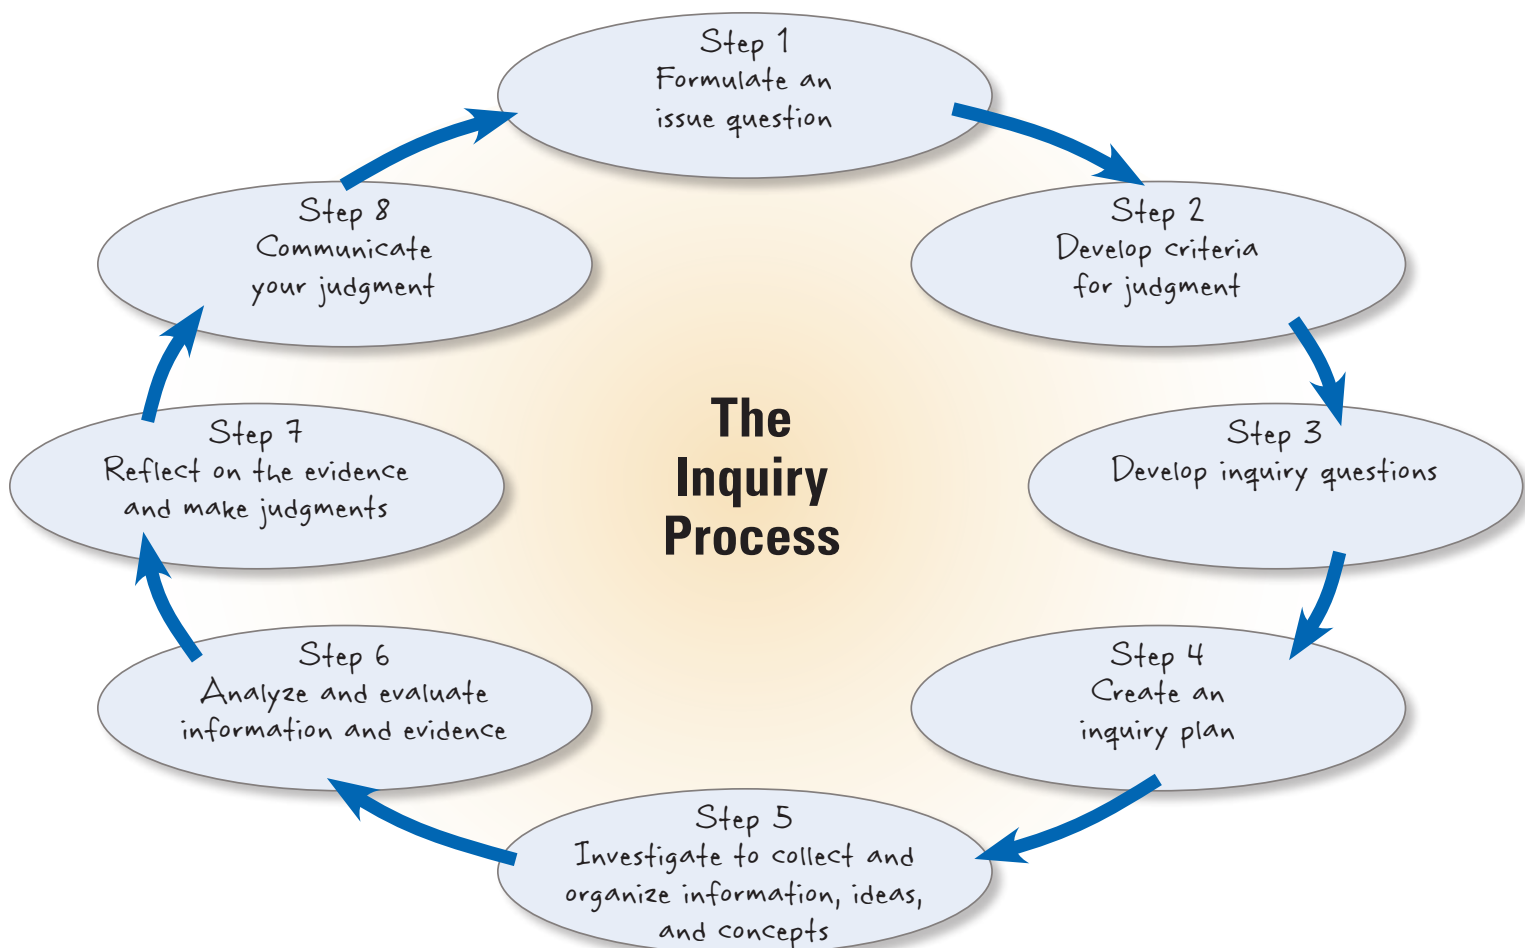 Step 1
Formulate an
issue question
Step 2
Develop criteria
for judgment
Step 3
Develop inquiry questions
Step 4
Create an
inquiry plan
Step 5
Investigate to collect and
organize information, ideas,
and concepts
Step 6
Analyze and evaluate
information and evidence
Step 7
Reflect on the evidence
and make judgments
Step 8
Communicate
your judgment
The
Inquiry
Process